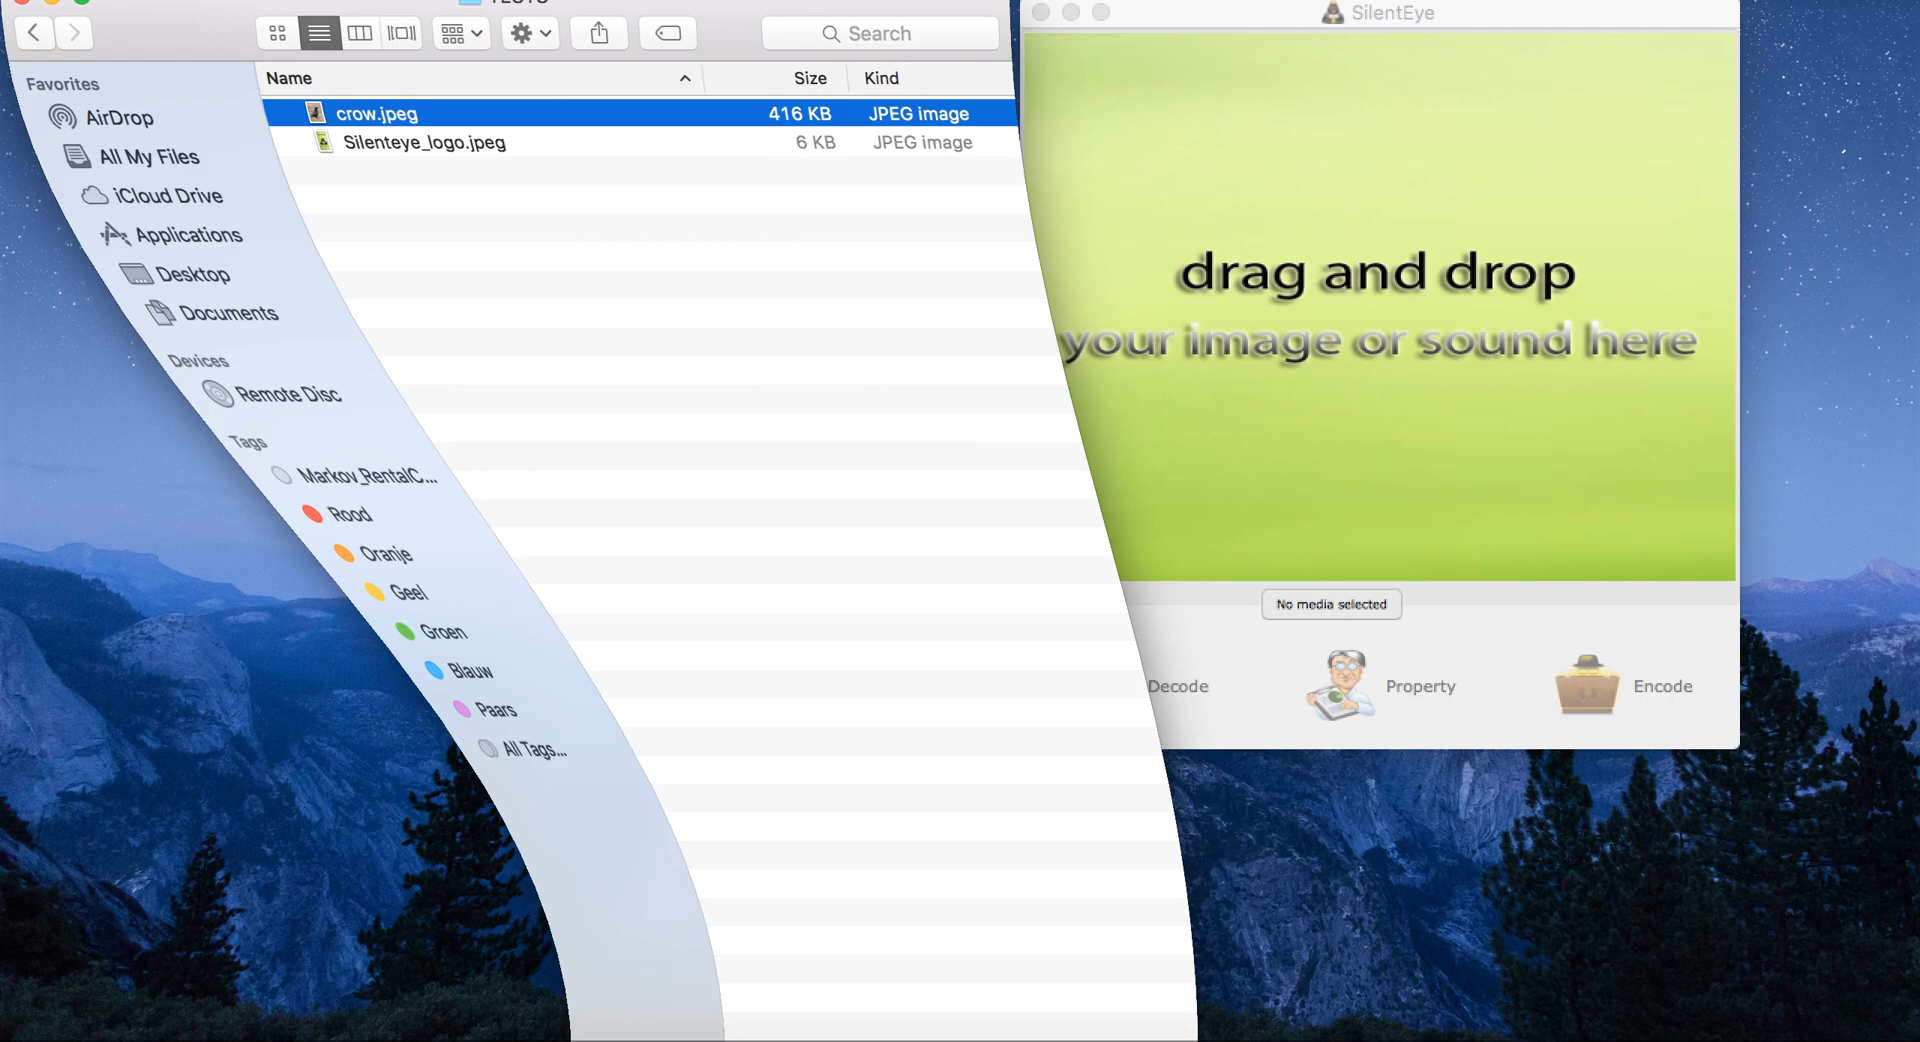 SilentEye
Search
Favorites
AirDrop
All My Files
iCloud Drive
Applications
Desktop
Documents
Devices
Remote Disc
Tags
Markov_RentalC...
Rood
Oranje
Geel
Groen
Blauw
Paars
All Tags...
Name Size Kind
crow.jpeg 416 KB JPEG image
Silenteye_logo.jpeg 6 KB JPEG image
drag and drop
your image or sound here
No media selected
Decode Property Encode